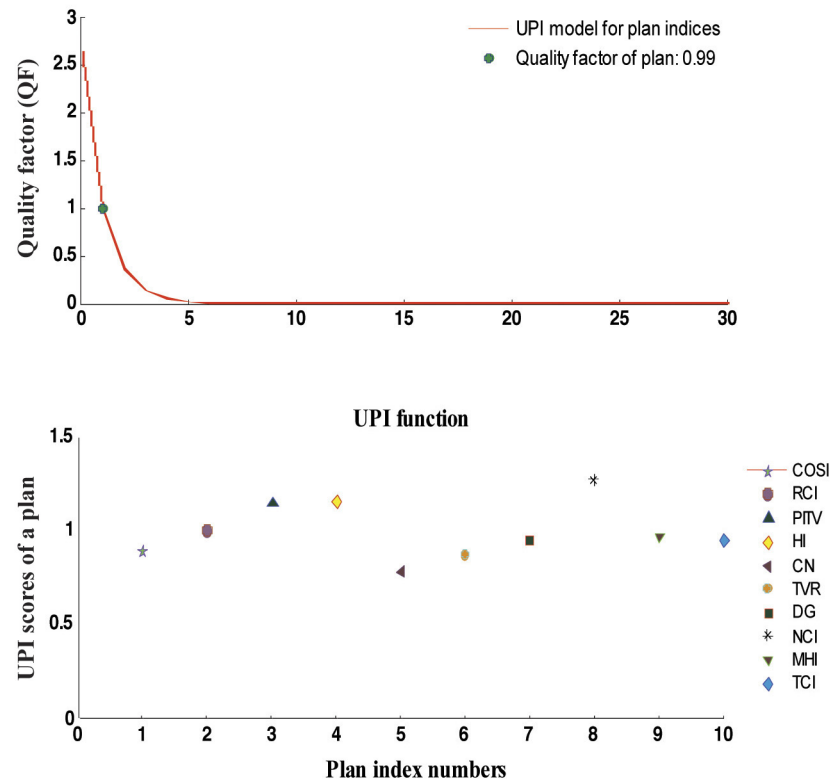 3
2.5
2
1.5
1
0.5
0
Quality factor (QF)
UPI model for plan indices
Quality factor of plan: 0.99
0 5 10 15 20 25 30
UPI function
1.5
1
0.5
0
UPI scores of a plan
COSI
RCI
PITV
HI
CN
TVR
DG
NCI
MHI
TCI
0 1 2 3 4 5 6 7 8 9 10
Plan index numbers